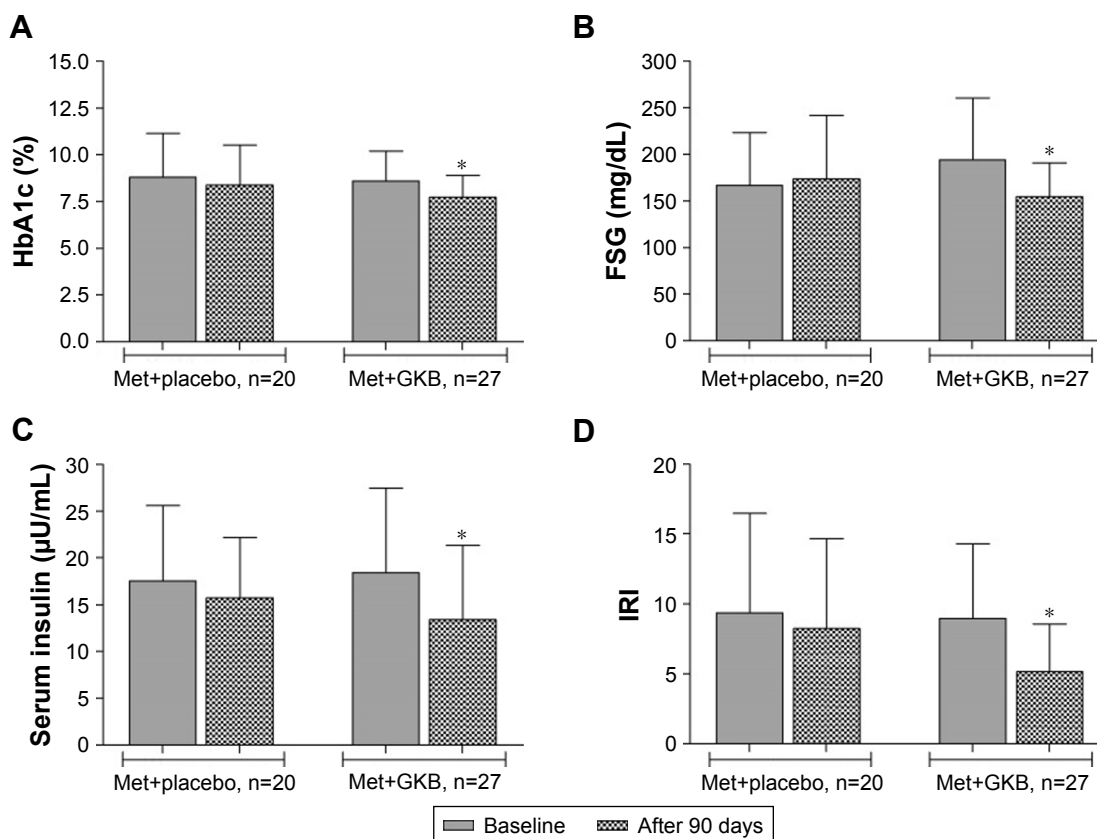 A
HbA1c (%)
15.0
12.5
10.0
7.5
5.0
2.5
0.0
*
Met+placebo, n=20
Met+GKB, n=27
B
FSG (mg/dL)
300
250
200
150
100
50
0
*
Met+placebo, n=20
Met+GKB, n=27
C
Serum insulin (µU/mL)
30
25
20
15
10
5
0
*
Met+placebo, n=20
Met+GKB, n=27
D
IRI
20
15
10
5
0
*
Met+placebo, n=20
Met+GKB, n=27
Baseline After 90 days